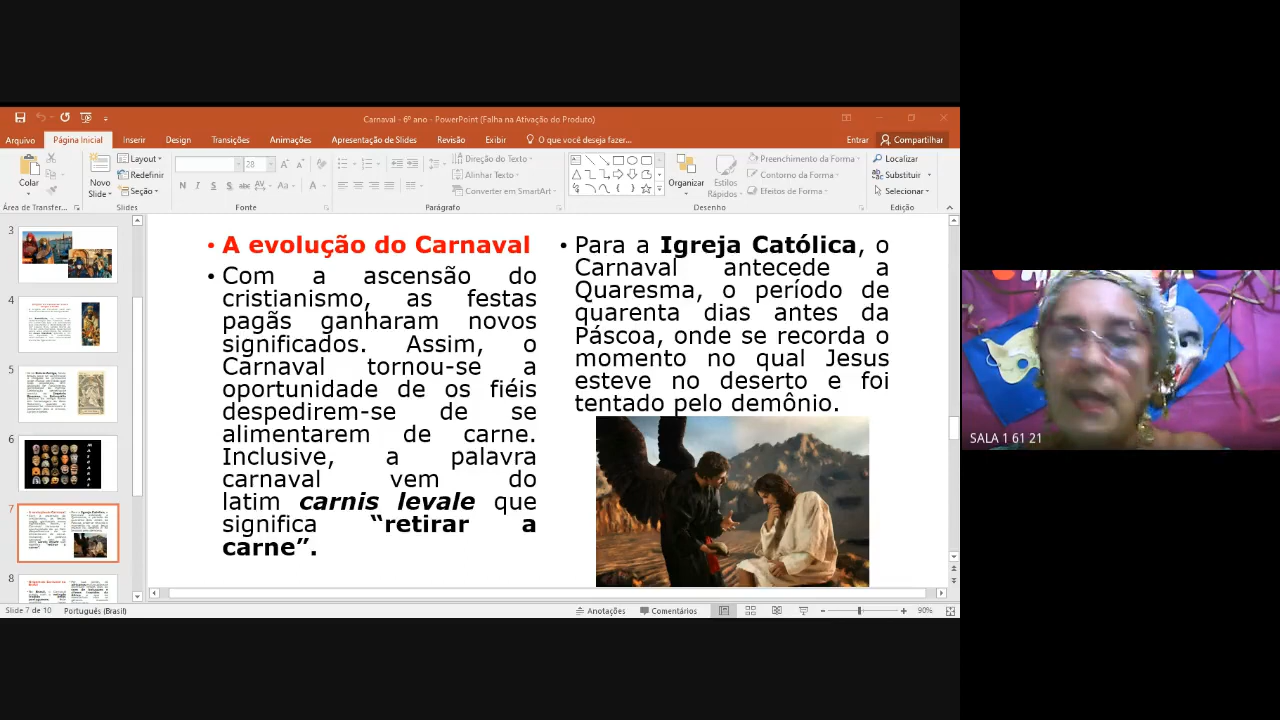 Carnaval - 6º ano - PowerPoint (Falha na Ativação do Produto)
Arquivo Página Inicial Inserir Design Transições Animações Apresentação de Slides Revisão Exibir O que você deseja fazer... Entrar Compartilhar
Colar
Novo
Slide
Layout
Redefinir
Seção
28
N I S S abc AV Aa A
Direção do Texto
Alinhar Texto
Converter em SmartArt
Organizar
Estilos
Rápidos
Preenchimento da Forma
Contorno da Forma
Efeitos de Forma
Localizar
Substituir
Selecionar
Área de Transfer... Slides Fonte Parágrafo Desenho Edição
3
4
5
6
7
8
• A evolução do Carnaval
• Com a ascensão do
cristianismo, as festas
pagãs ganharam novos
significados. Assim, o
Carnaval tornou-se a
oportunidade de os fiéis
despedirem-se de se
alimentarem de carne.
Inclusive, a palavra
carnaval vem do
latim carnis levale que
significa “retirar a
carne”.
• Para a Igreja Católica, o
Carnaval antecede a
Quaresma, o período de
quarenta dias antes da
Páscoa, onde se recorda o
momento no qual Jesus
esteve no deserto e foi
tentado pelo demônio.
SALA 1 61 21
Slide 7 de 10 Português (Brasil) Anotações Comentários 90%